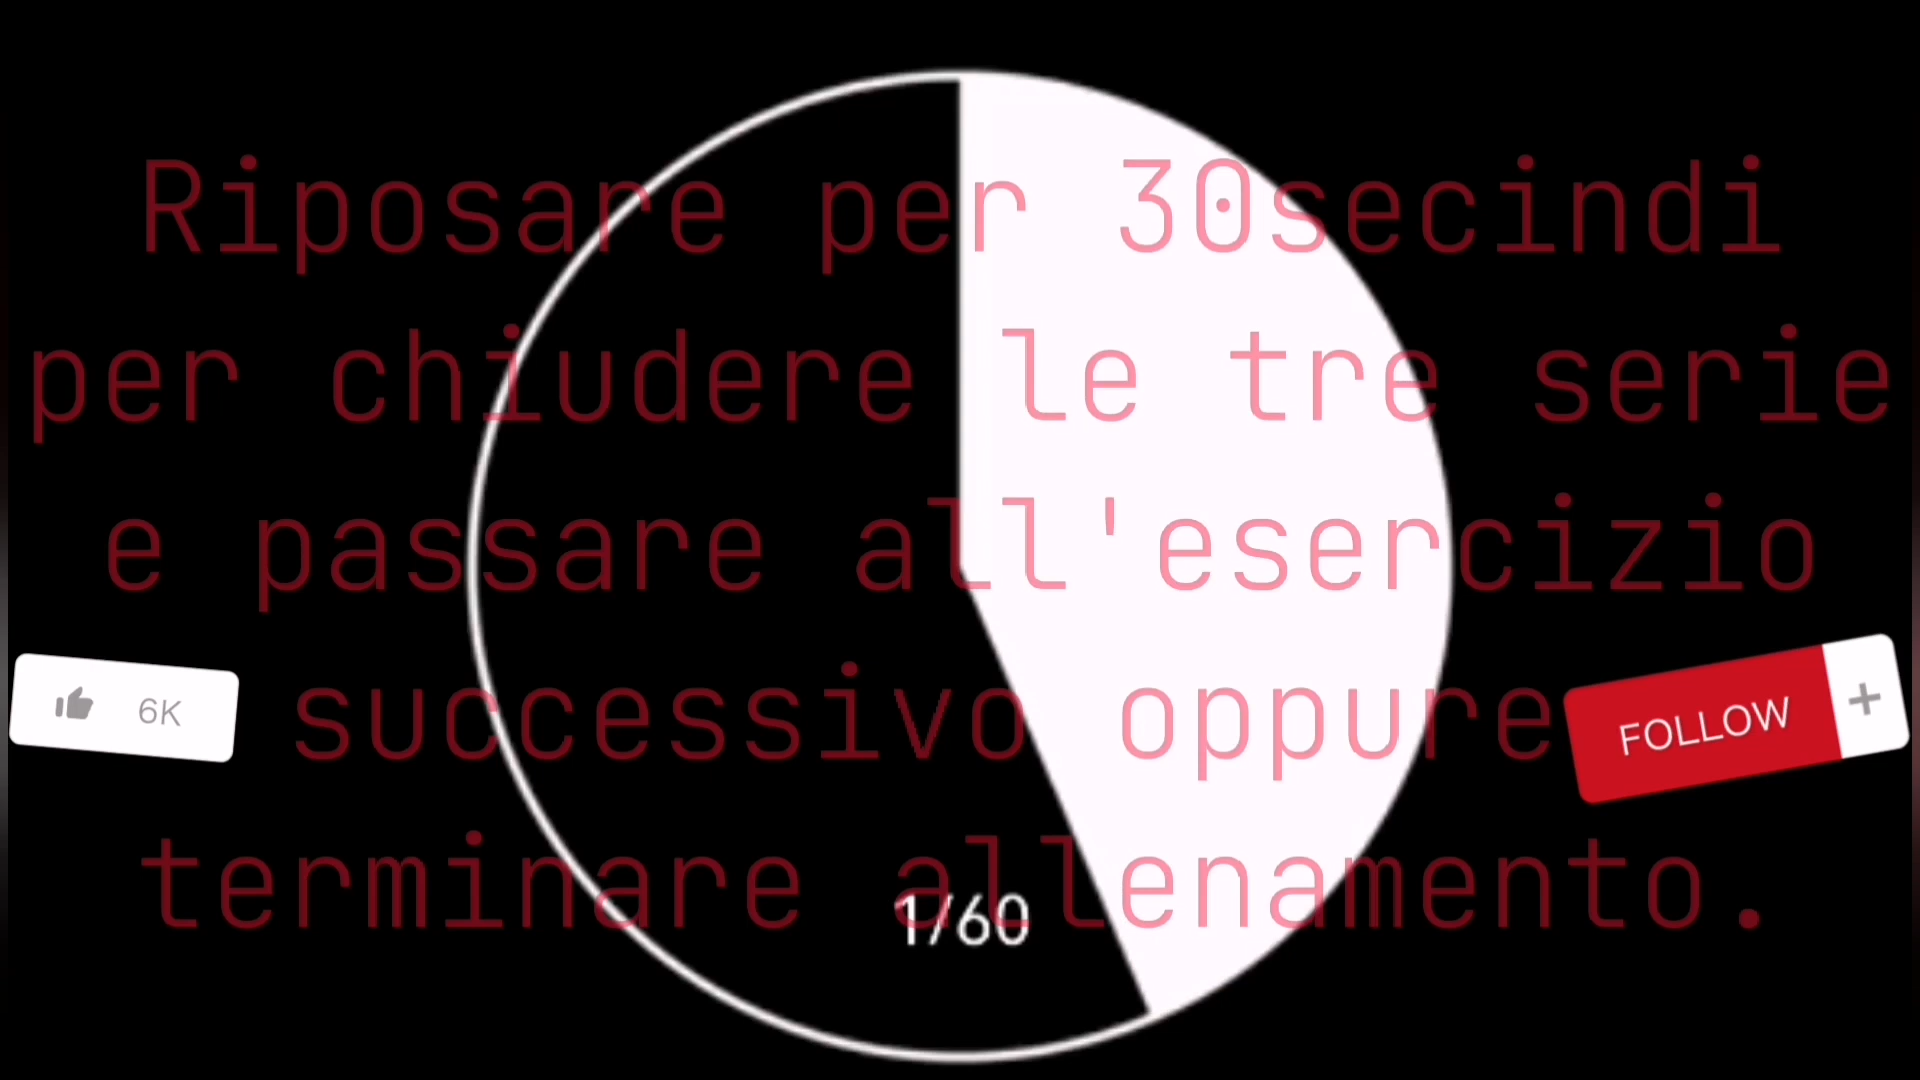 Riposare per 30secindi
per chiudere le tre serie
e passare all'esercizio
successivo oppure
terminare allenamento.
6K
FOLLOW +
1/60